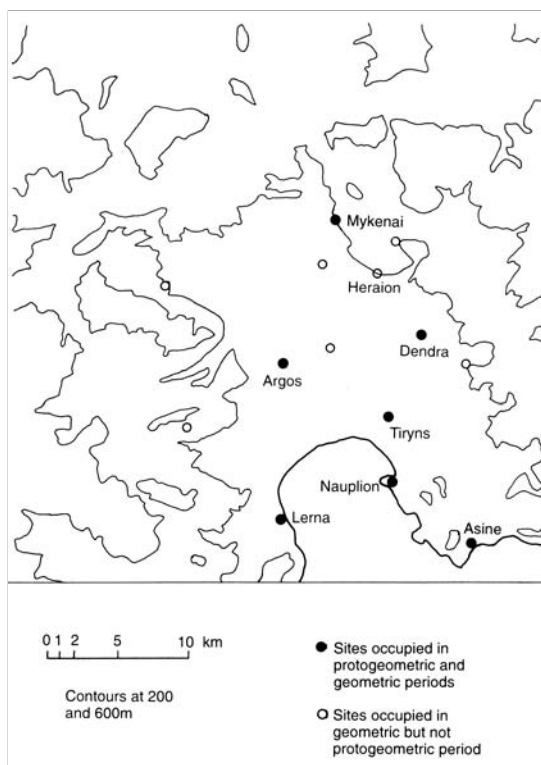 Mykenai
Heraion
Dendra
Argos
Tiryns
Nauplion
Lerna
Asine
0 1 2 5 10 km
Contours at 200
and 600m
Sites occupied in
protogeometric and
geometric periods
Sites occupied in
geometric but not
protogeometric period